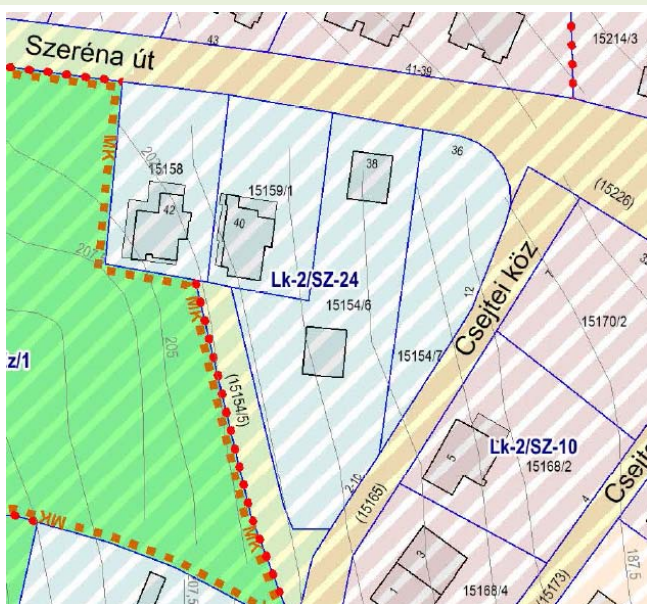 43
Szeréna út
41-39
15214/3
MK
202
15158
42
15159/1
40
38
36
(15226)
207
Lk-2/SZ-24
12
Csejtei köz
15154/6
15170/2
205
z/1
MK
(15154/5)
15154/7
Lk-2/SZ-10
5
15168/2
2-10
(15165)
4
Csejte
MK
MK
3
1
15168/4
(15173)
187,5